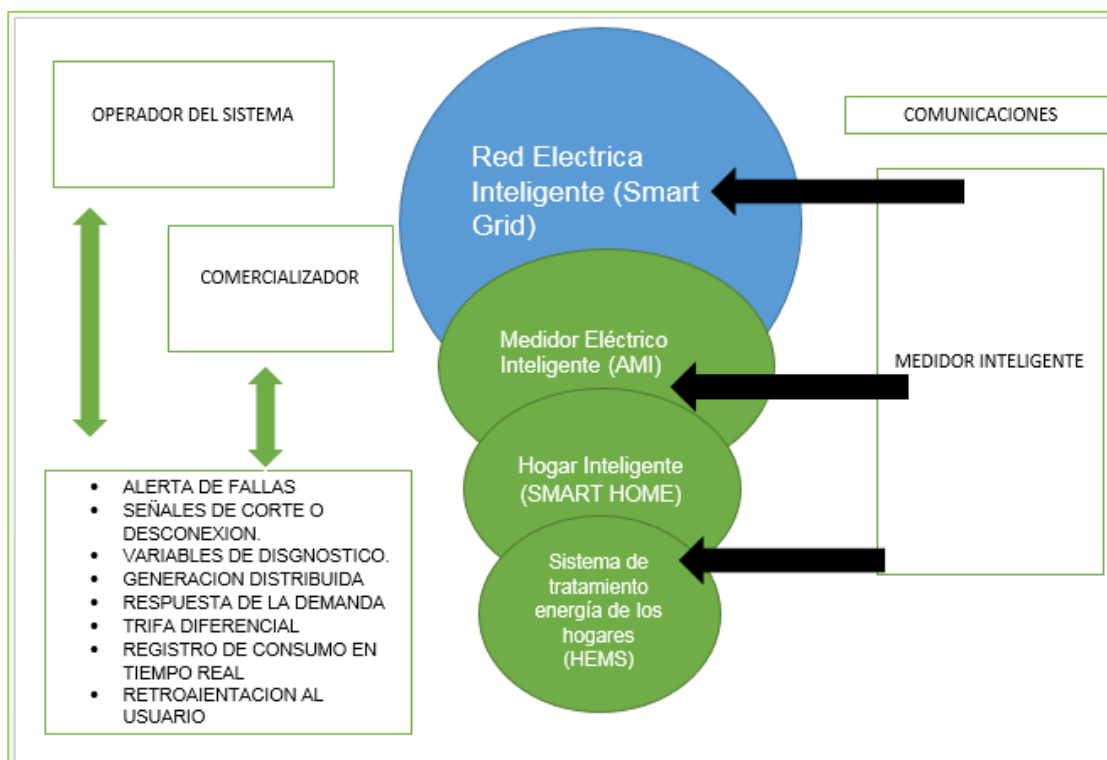 OPERADOR DEL SISTEMA
COMERCIALIZADOR
• ALERTA DE FALLAS
• SEÑALES DE CORTE O
DESCONEXION.
• VARIABLES DE DISGNOSTICO.
• GENERACION DISTRIBUIDA
• RESPUESTA DE LA DEMANDA
• TRIFA DIFERENCIAL
• REGISTRO DE CONSUMO EN
TIEMPO REAL
• RETROAIENTACION AL
USUARIO
Red Electrica
Inteligente (Smart
Grid)
Medidor Eléctrico
Inteligente (AMI)
Hogar Inteligente
(SMART HOME)
Sistema de
tratamiento
energía de los
hogares
(HEMS)
COMUNICACIONES
MEDIDOR INTELIGENTE